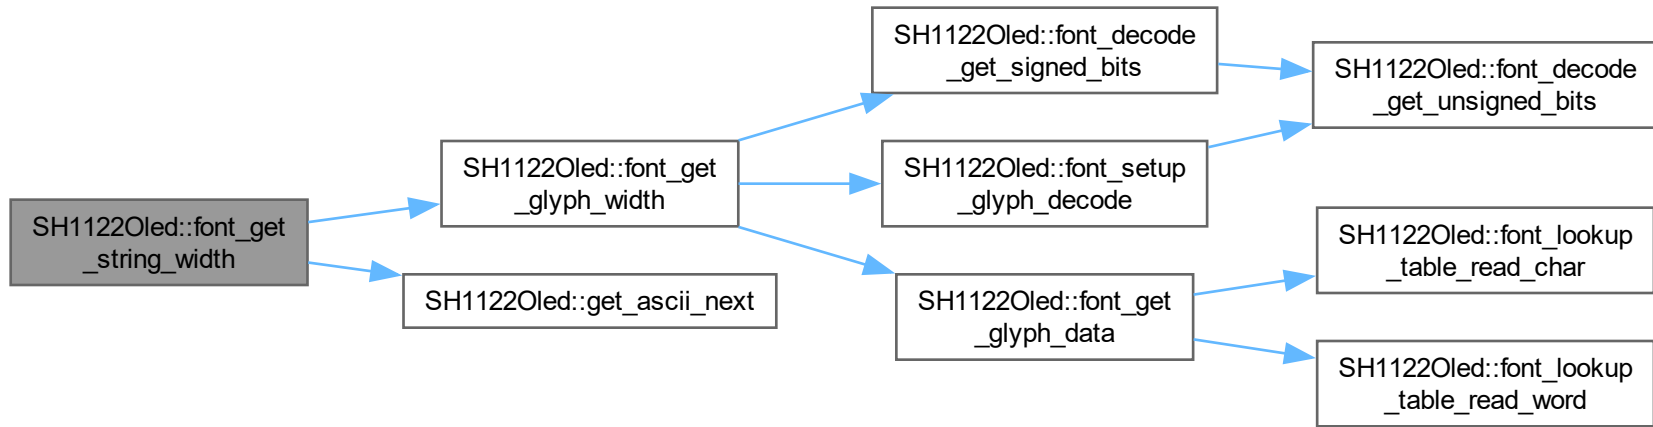 SH1122Oled::font_get
_string_width
SH1122Oled::font_get
_glyph_width
SH1122Oled::get_ascii_next
SH1122Oled::font_decode
_get_signed_bits
SH1122Oled::font_setup
_glyph_decode
SH1122Oled::font_get
_glyph_data
SH1122Oled::font_decode
_get_unsigned_bits
SH1122Oled::font_lookup
_table_read_char
SH1122Oled::font_lookup
_table_read_word